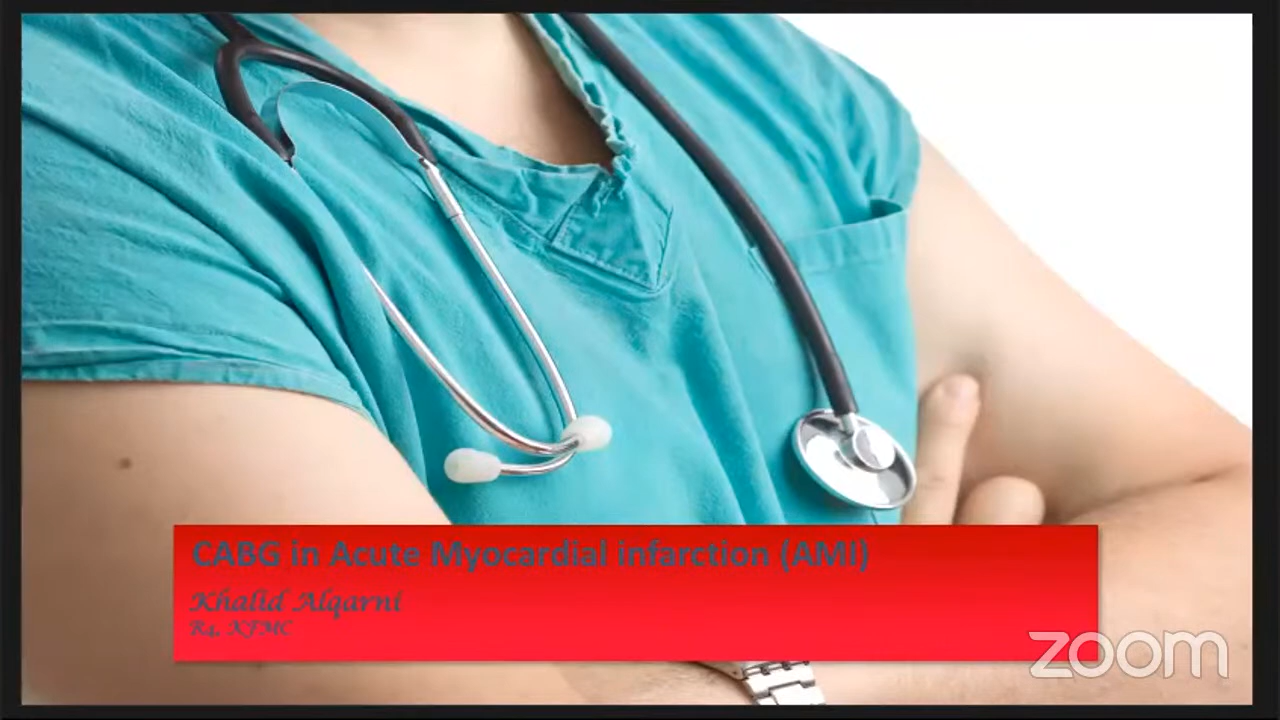 CABG in Acute Myocardial infarction (AMI)
Khalid Alqarni
R4, KFMC
zoom